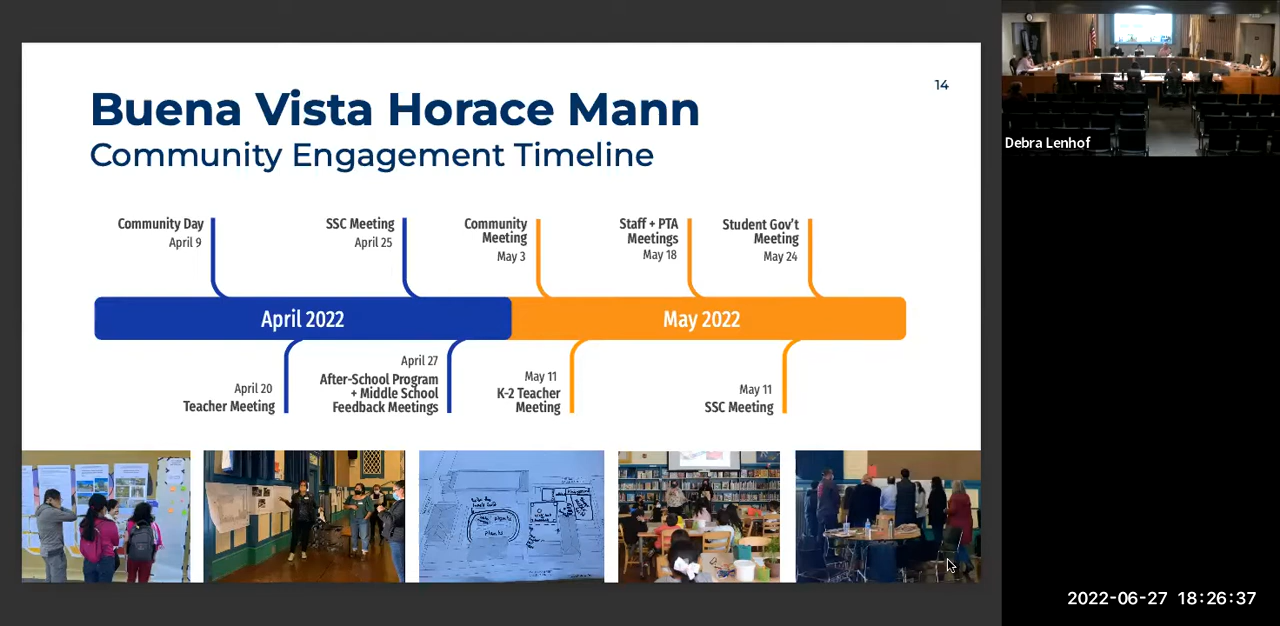 14
Buena Vista Horace Mann
Community Engagement Timeline
Community Day
April 9
SSC Meeting
April 25
Community
Meeting
May 3
Staff + PTA
Meetings
May 18
Student Gov't
Meeting
May 24
April 2022
May 2022
April 20
Teacher Meeting
April 27
After-School Program
+ Middle School
Feedback Meetings
May 11
K-2 Teacher
Meeting
May 11
SSC Meeting
Debra Lenhof
2022-06-27 18:26:37